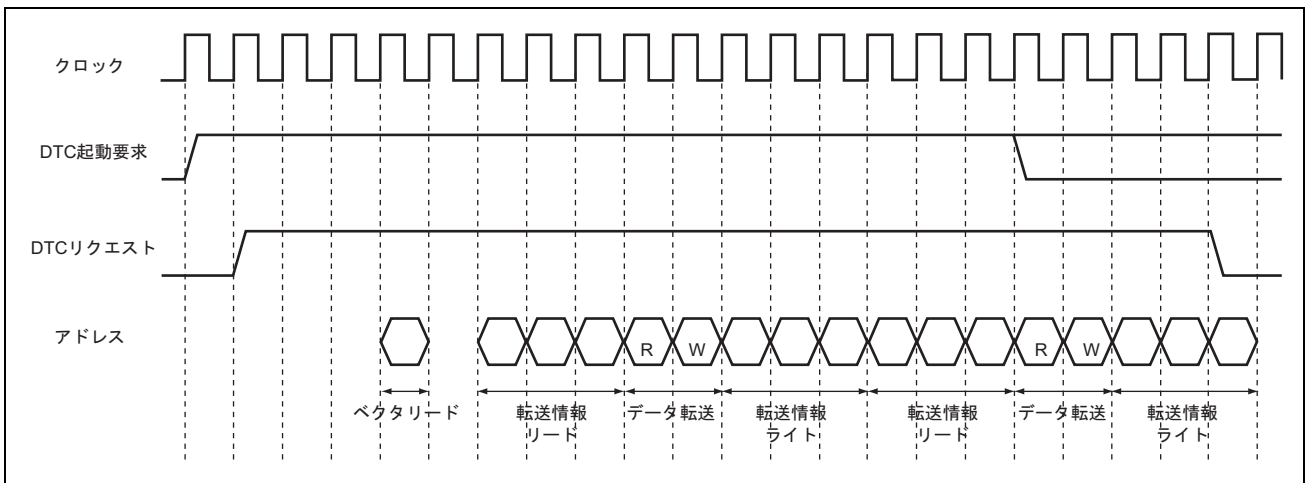 クロック
DTC起動要求
DTCリクエスト
アドレス
R
W
R
W
ベクタリード
転送情報
リード
データ転送
転送情報
ライト
転送情報
リード
データ転送
転送情報
ライト